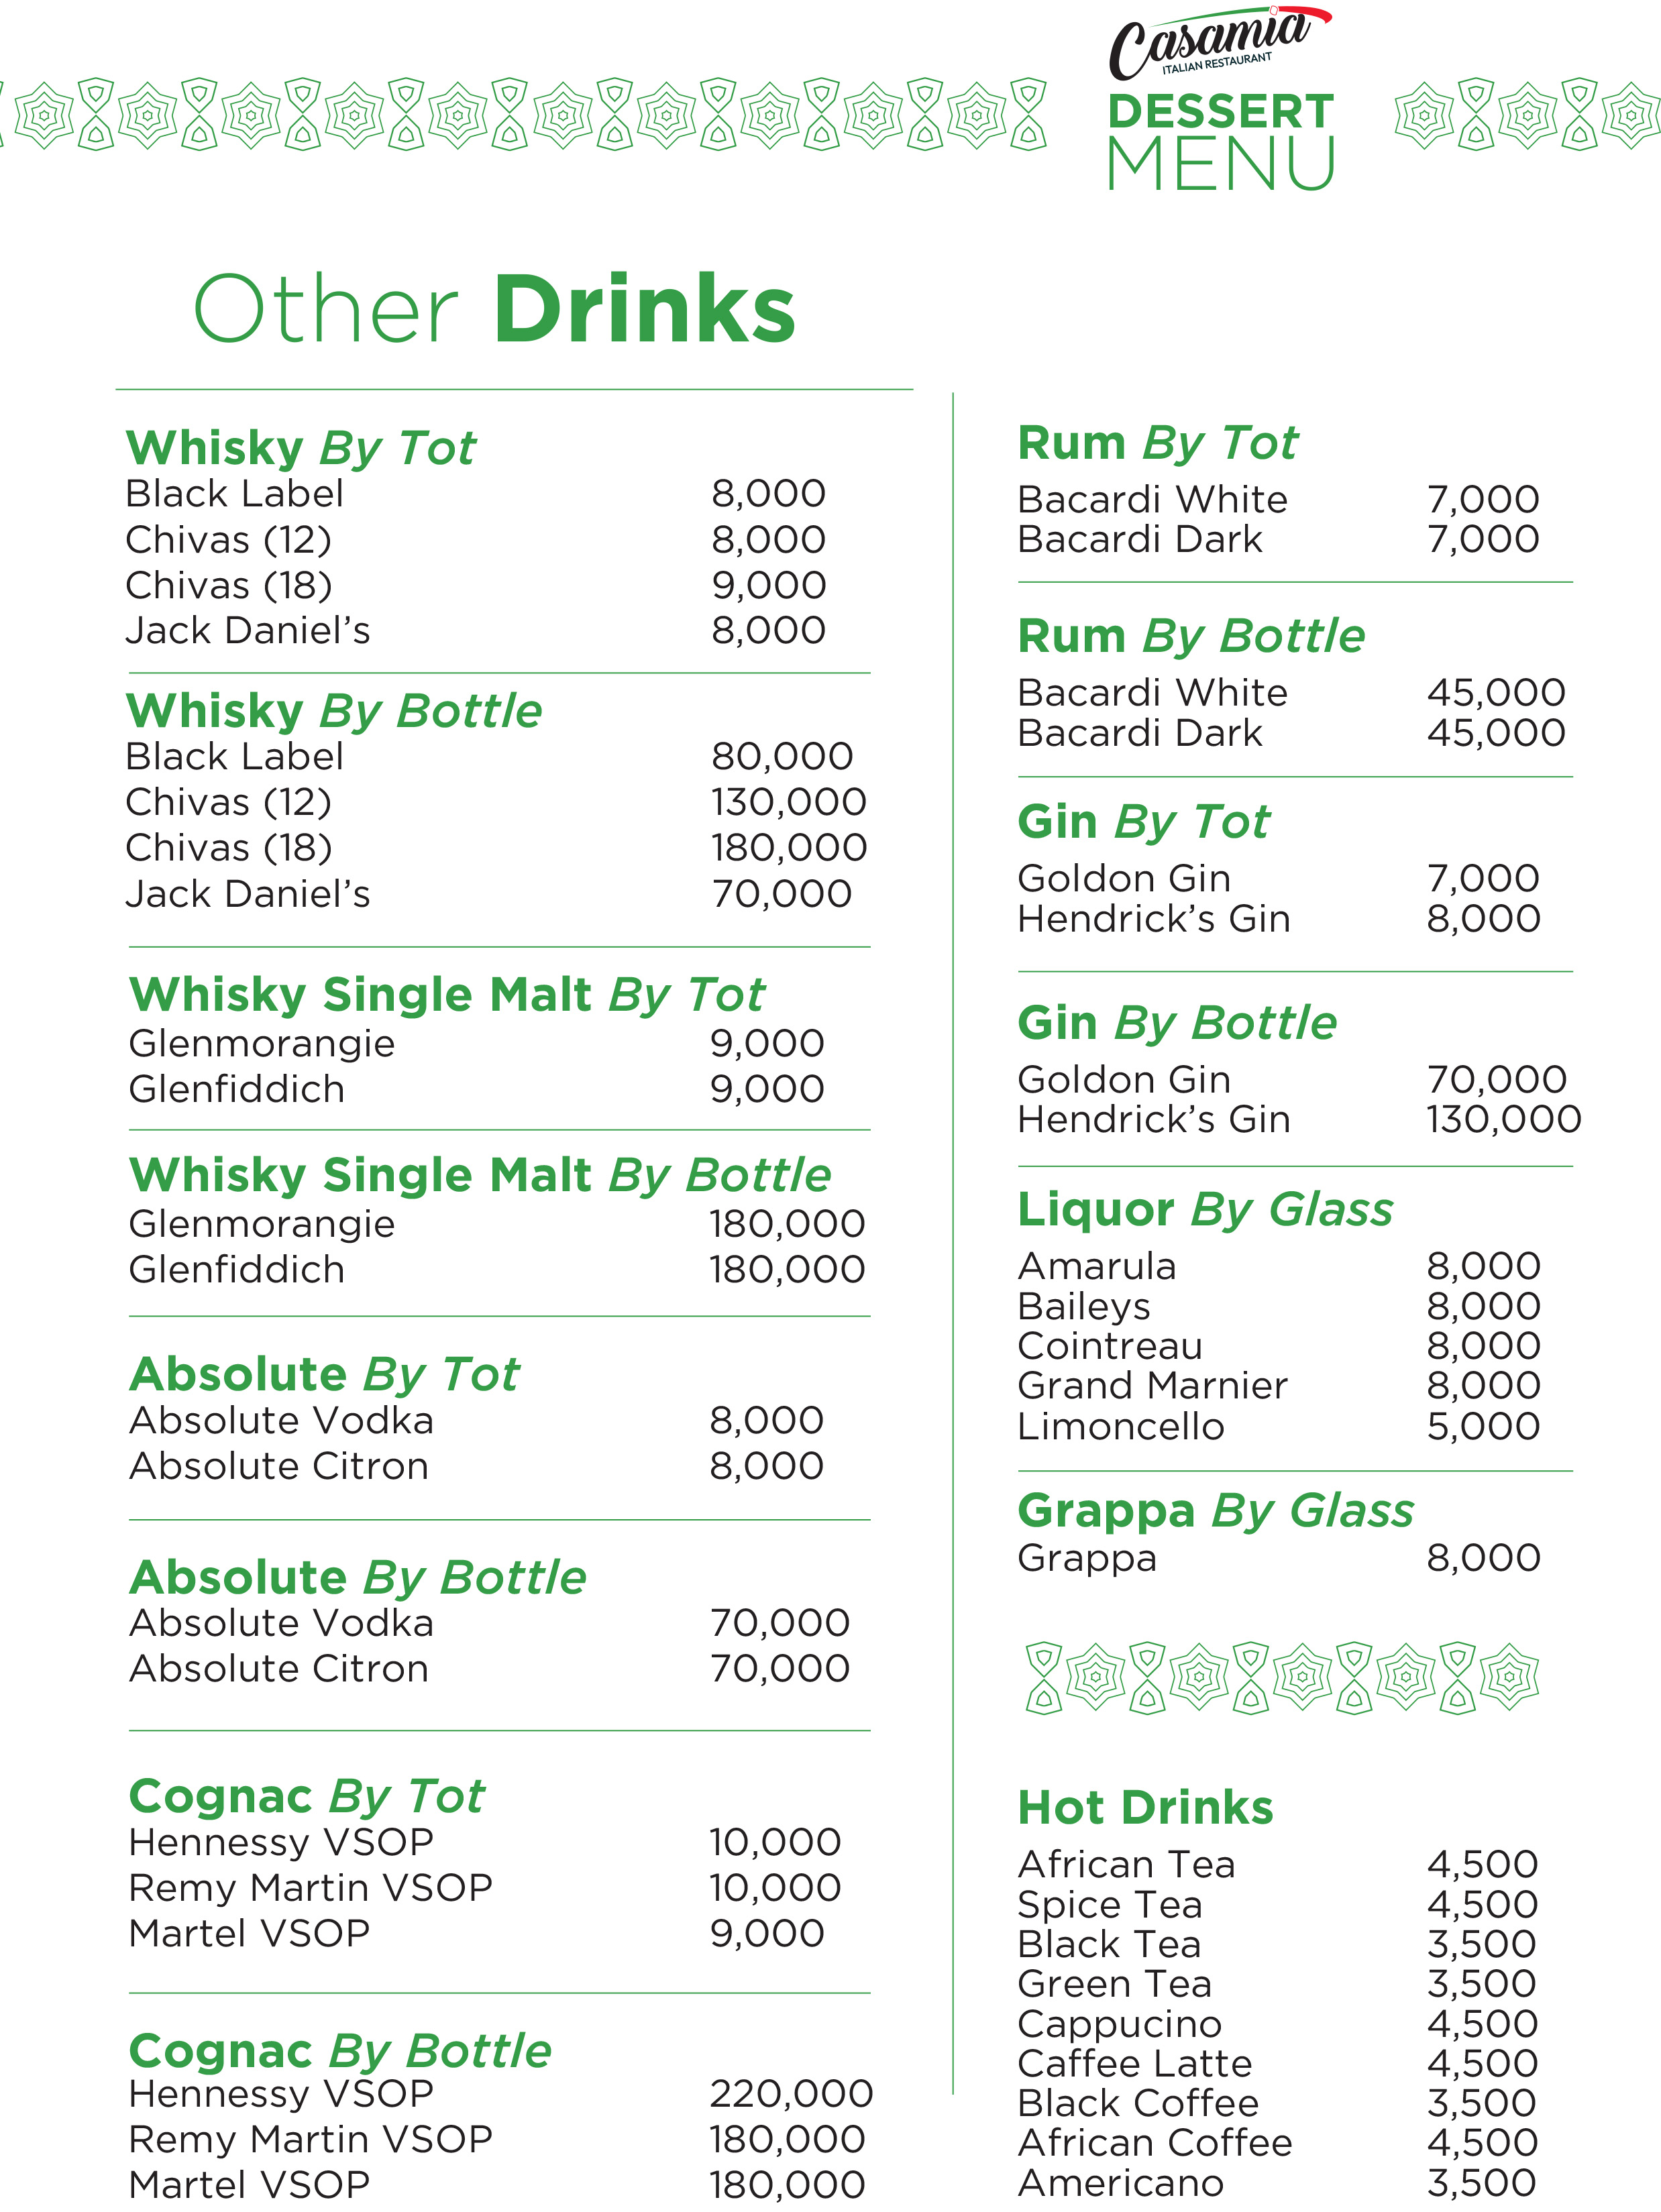 Casamia
ITALIAN RESTAURANT
DESSERT
MENU
Other Drinks
Whisky By Tot
Black Label 8,000
Chivas (12) 8,000
Chivas (18) 9,000
Jack Daniel’s 8,000
Whisky By Bottle
Black Label 80,000
Chivas (12) 130,000
Chivas (18) 180,000
Jack Daniel’s 70,000
Whisky Single Malt By Tot
Glenmorangie 9,000
Glenfiddich 9,000
Whisky Single Malt By Bottle
Glenmorangie 180,000
Glenfiddich 180,000
Absolute By Tot
Absolute Vodka 8,000
Absolute Citron 8,000
Absolute By Bottle
Absolute Vodka 70,000
Absolute Citron 70,000
Cognac By Tot
Hennessy VSOP 10,000
Remy Martin VSOP 10,000
Martel VSOP 9,000
Cognac By Bottle
Hennessy VSOP 220,000
Remy Martin VSOP 180,000
Martel VSOP 180,000
Rum By Tot
Bacardi White 7,000
Bacardi Dark 7,000
Rum By Bottle
Bacardi White 45,000
Bacardi Dark 45,000
Gin By Tot
Goldon Gin 7,000
Hendrick’s Gin 8,000
Gin By Bottle
Goldon Gin 70,000
Hendrick’s Gin 130,000
Liquor By Glass
Amarula 8,000
Baileys 8,000
Cointreau 8,000
Grand Marnier 8,000
Limoncello 5,000
Grappa By Glass
Grappa 8,000
Hot Drinks
African Tea 4,500
Spice Tea 4,500
Black Tea 3,500
Green Tea 3,500
Cappucino 4,500
Caffee Latte 4,500
Black Coffee 3,500
African Coffee 4,500
Americano 3,500